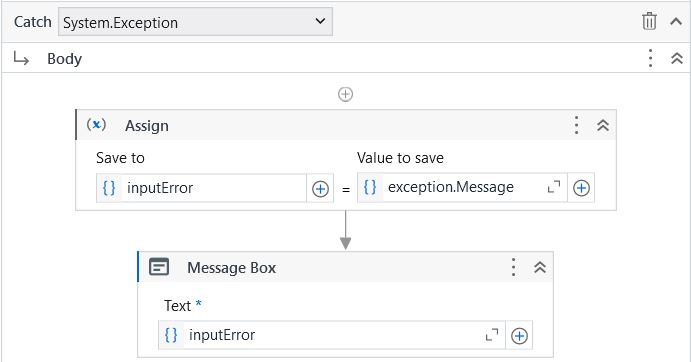 Catch System.Exception
Body
(x) Assign
Save to Value to save
{} inputError = {} exception.Message
Message Box
Text *
{} inputError